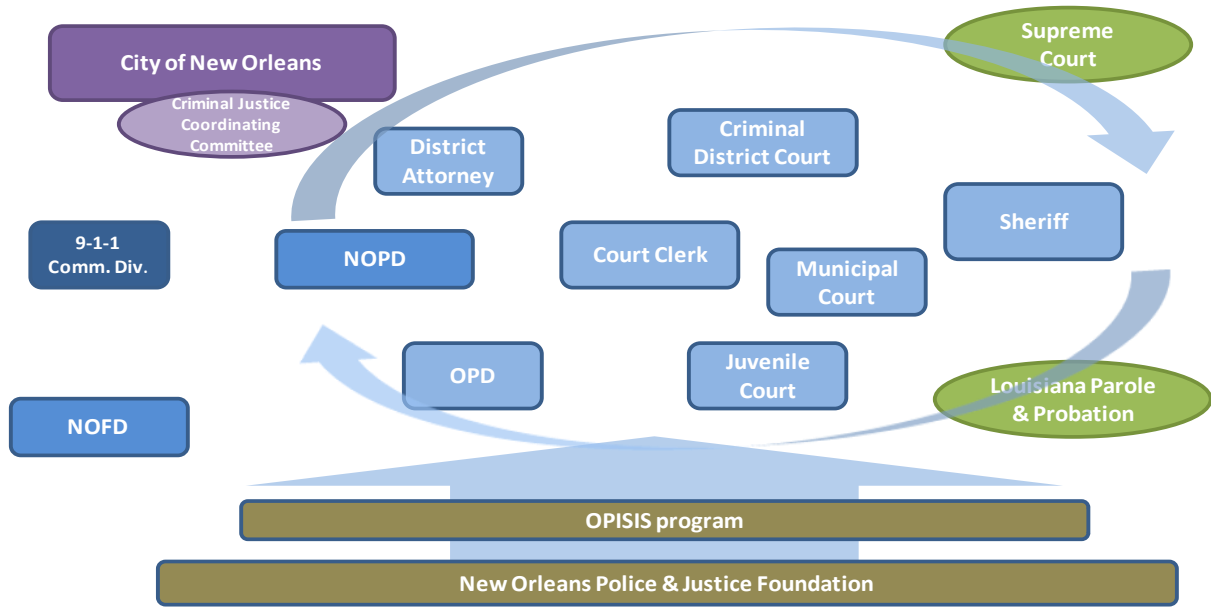 City of New Orleans
Criminal Justice
Coordinating
Committee
Supreme
Court
District
Attorney
Criminal
District Court
Sheriff
9-1-1
Comm. Div.
NOPD
Court Clerk
Municipal
Court
OPD
Juvenile
Court
Louisiana Parole
& Probation
NOFD
OPISIS program
New Orleans Police & Justice Foundation